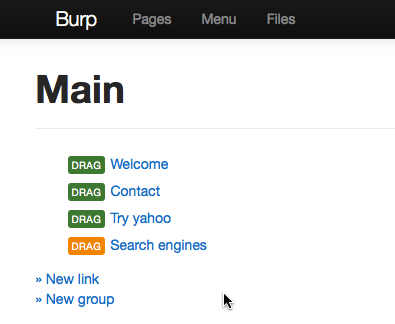 Burp Pages Menu Files
Main
DRAG Welcome
DRAG Contact
DRAG Try yahoo
DRAG Search engines
» New link
» New group